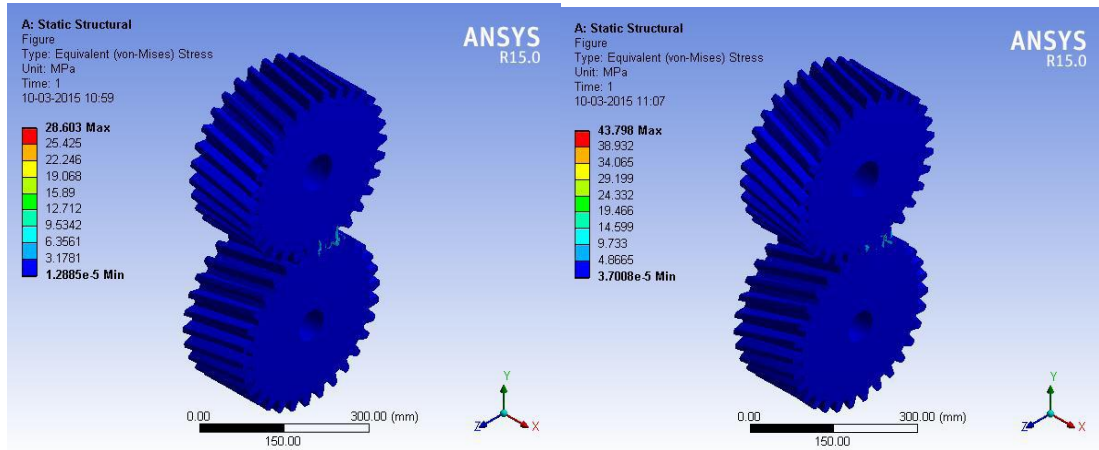 A: Static Structural
Figure
Type: Equivalent (von-Mises) Stress
Unit: MPa
Time: 1
10-03-2015 10:59
ANSYS
R15.0
28.603 Max
25.425
22.246
19.068
15.89
12.712
9.5342
6.3561
3.1781
1.2885e-5 Min
0.00
300.00 (mm)
150.00
Y
Z
X
A: Static Structural
Figure
Type: Equivalent (von-Mises) Stress
Unit: MPa
Time: 1
10-03-2015 11:07
ANSYS
R15.0
43.798 Max
38.932
34.065
29.199
24.332
19.466
14.599
9.733
4.8665
3.7008e-5 Min
0.00
300.00 (mm)
150.00
Y
Z
X